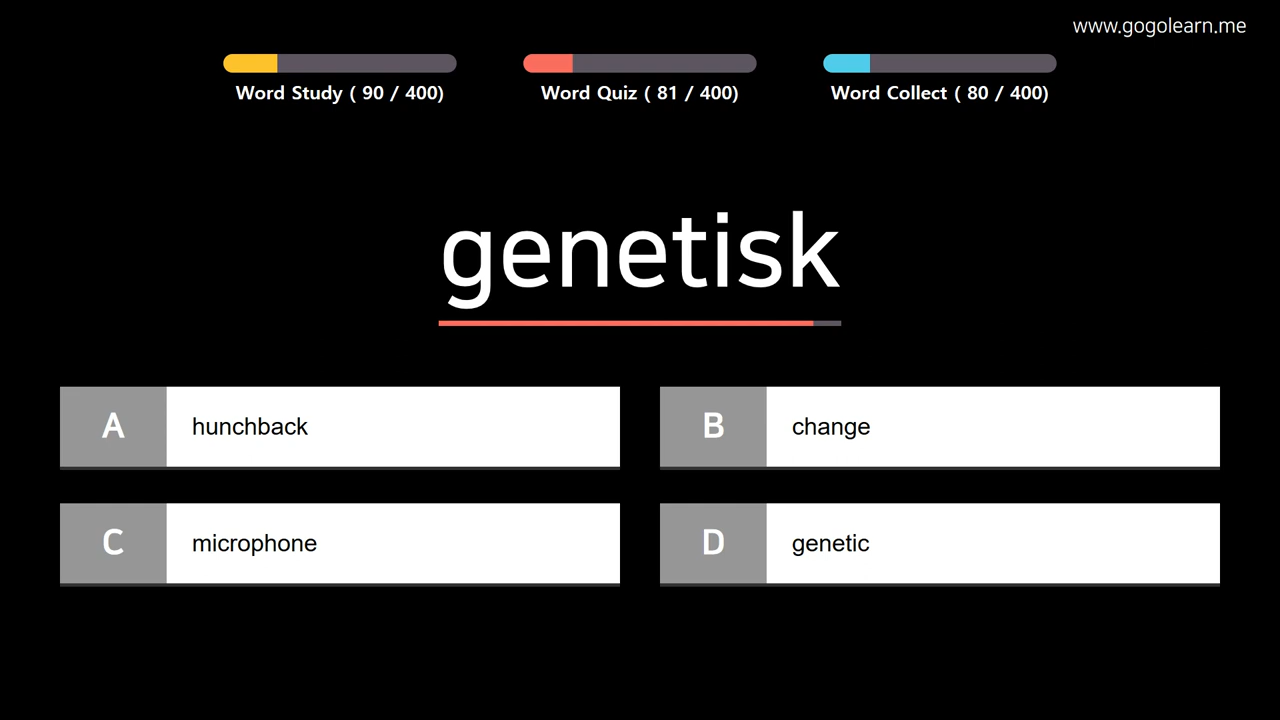 www.gogolearn.me
Word Study ( 90 / 400)
Word Quiz ( 81 / 400)
Word Collect ( 80 / 400)
genetisk
A hunchback
B change
C microphone
D genetic